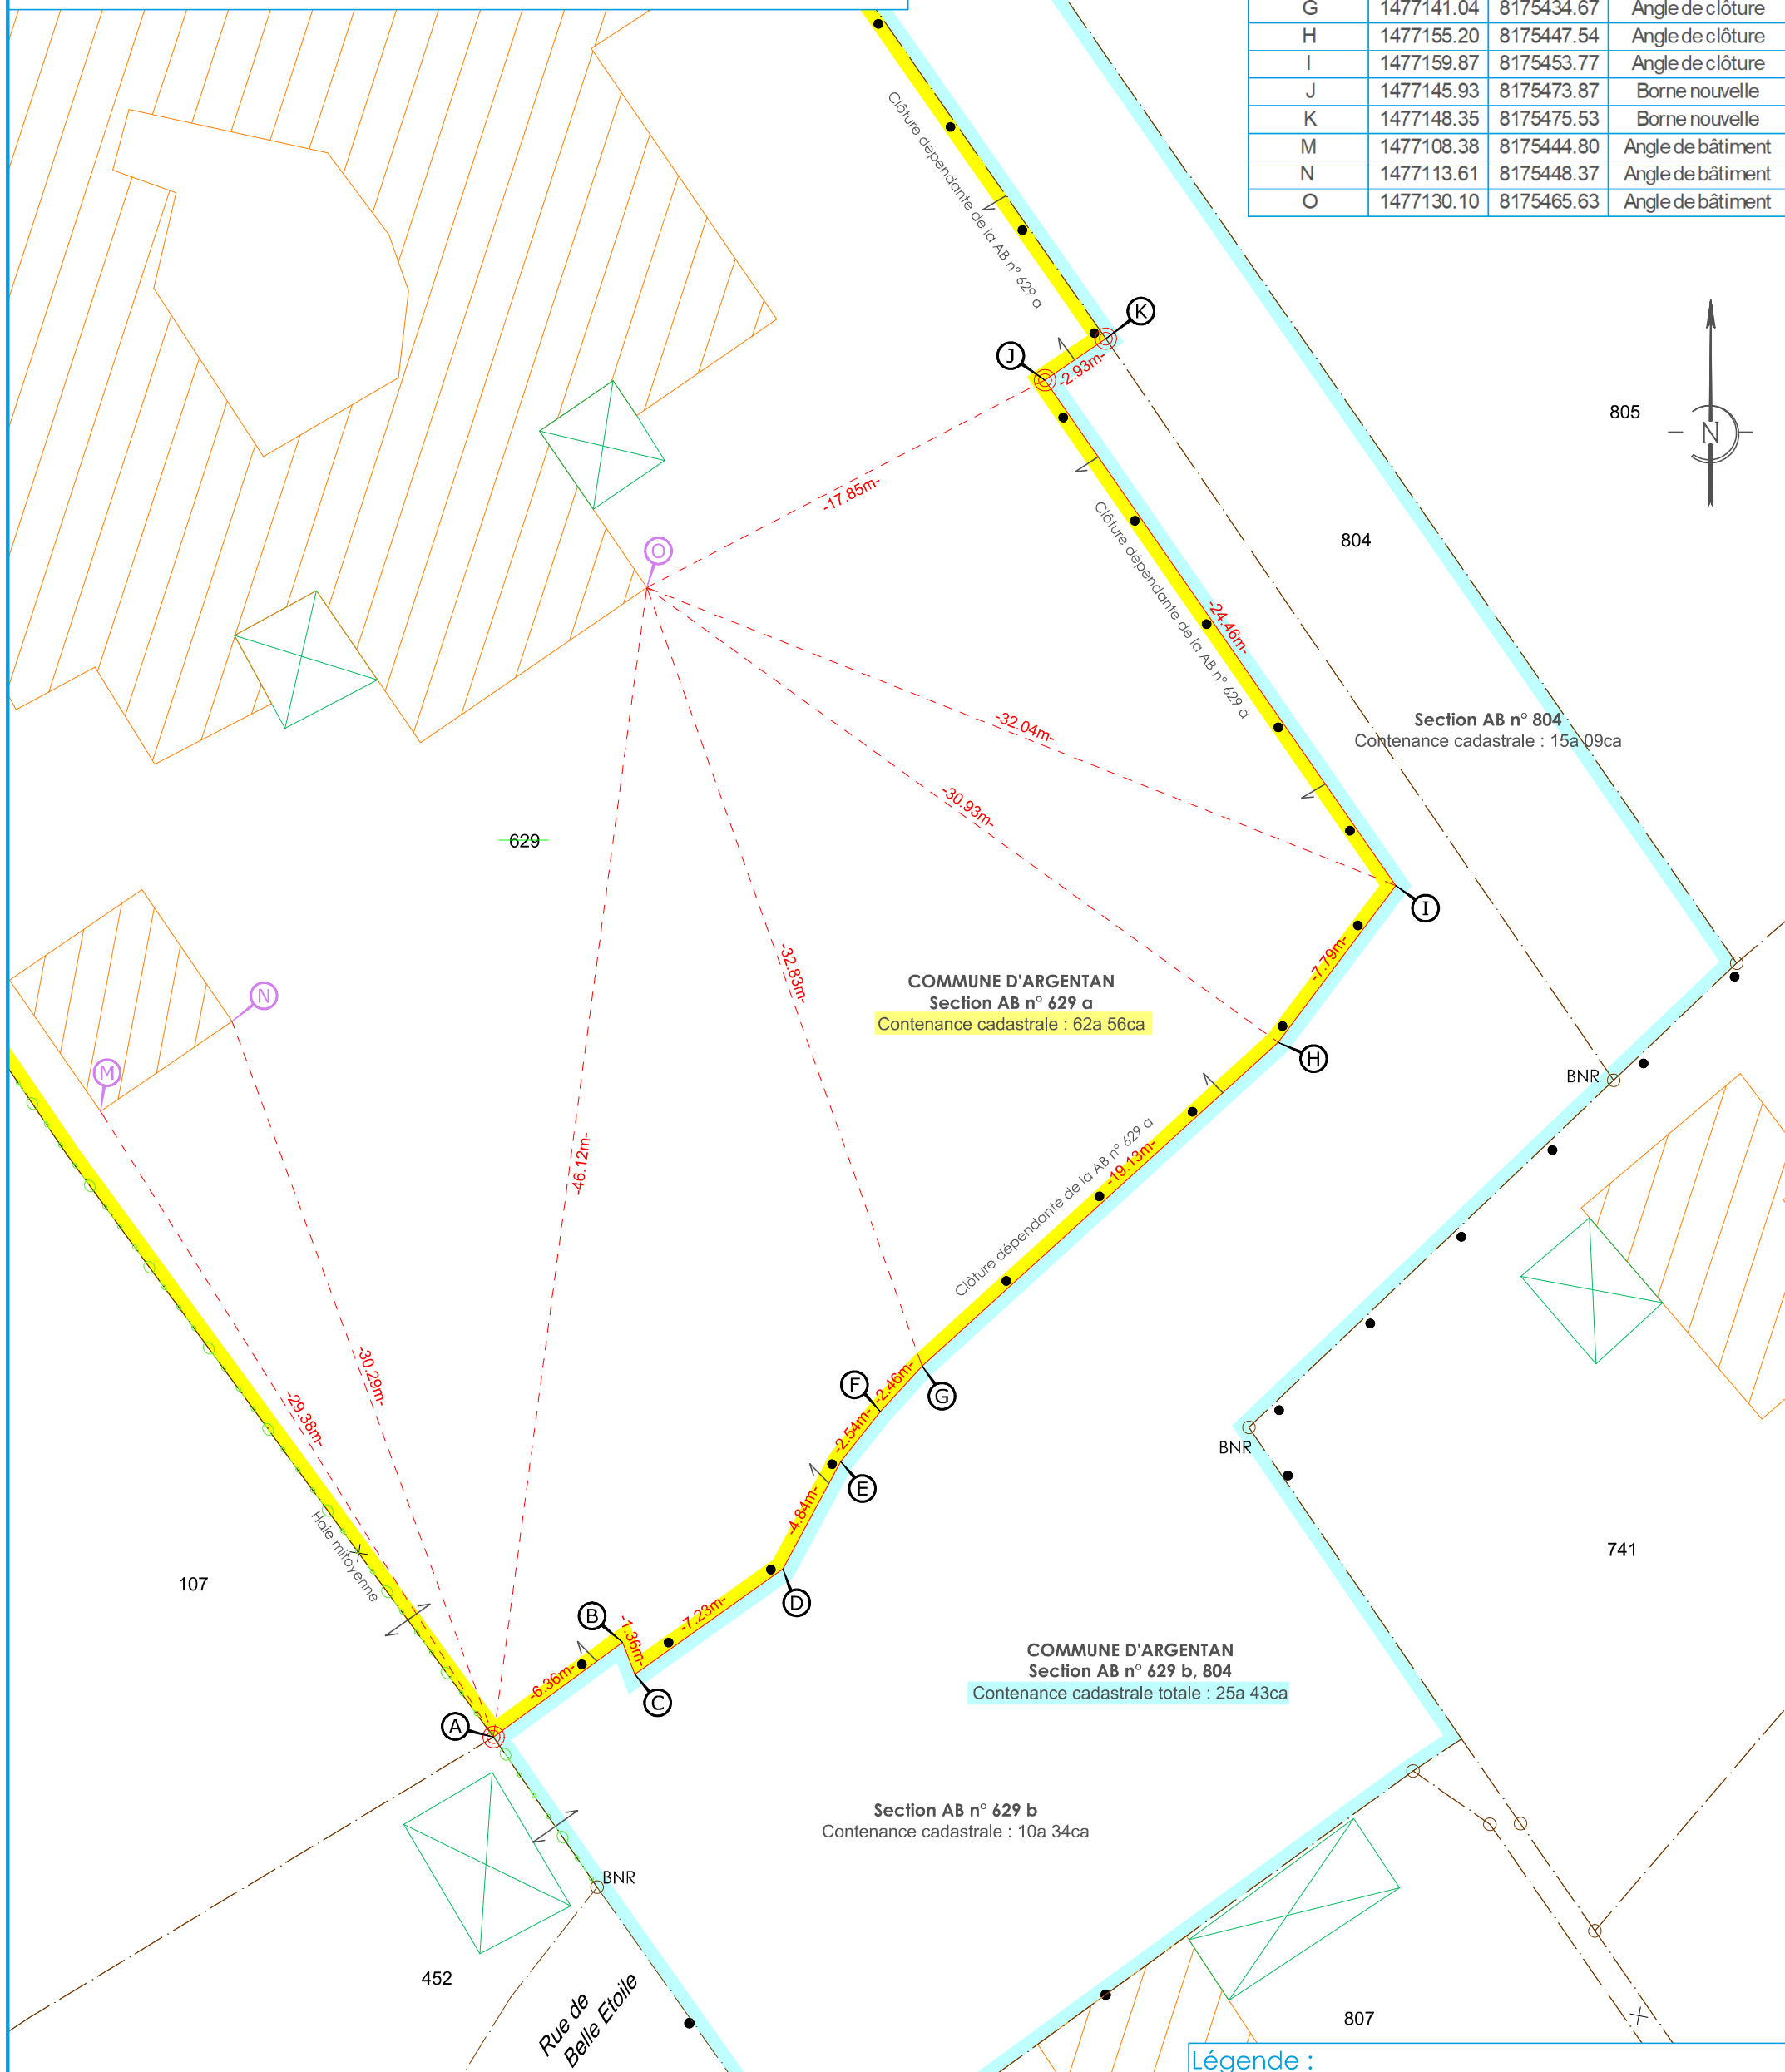 G 1477141.04 8175434.67 Angle de clôture
H 1477155.20 8175447.54 Angle de clôture
I 1477159.87 8175453.77 Angle de clôture
J 1477145.93 8175473.87 Borne nouvelle
K 1477148.35 8175475.53 Borne nouvelle
M 1477108.38 8175444.80 Angle de bâtiment
N 1477113.61 8175448.37 Angle de bâtiment
O 1477130.10 8175465.63 Angle de bâtiment
Clôture dépendante de la AB n° 629 a
K
J
-2.93m-
805
N
-17.85m-
804
O
Clôture dépendante de la AB n° 629 a
-24.46m-
Section AB n° 804
Contenance cadastrale : 15a 09ca
-32.04m-
-30.93m-
629
I
-32.83m-
-7.79m-
COMMUNE D'ARGENTAN
Section AB n° 629 a
Contenance cadastrale : 62a 56ca
N
M
H
BNR
-46.12m-
Clôture dépendante de la AB n° 629 a
-19.13m-
-30.29m-
-29.38m-
F
-2.46m-
G
-2.54m-
BNR
E
-4.84m-
Haie mitoyenne
741
107
D
B
-7.23m-
-1.36m-
-6.36m-
C
A
COMMUNE D'ARGENTAN
Section AB n° 629 b, 804
Contenance cadastrale totale : 25a 43ca
Section AB n° 629 b
Contenance cadastrale : 10a 34ca
BNR
452
Rue de
Belle Etoile
807
Légende :